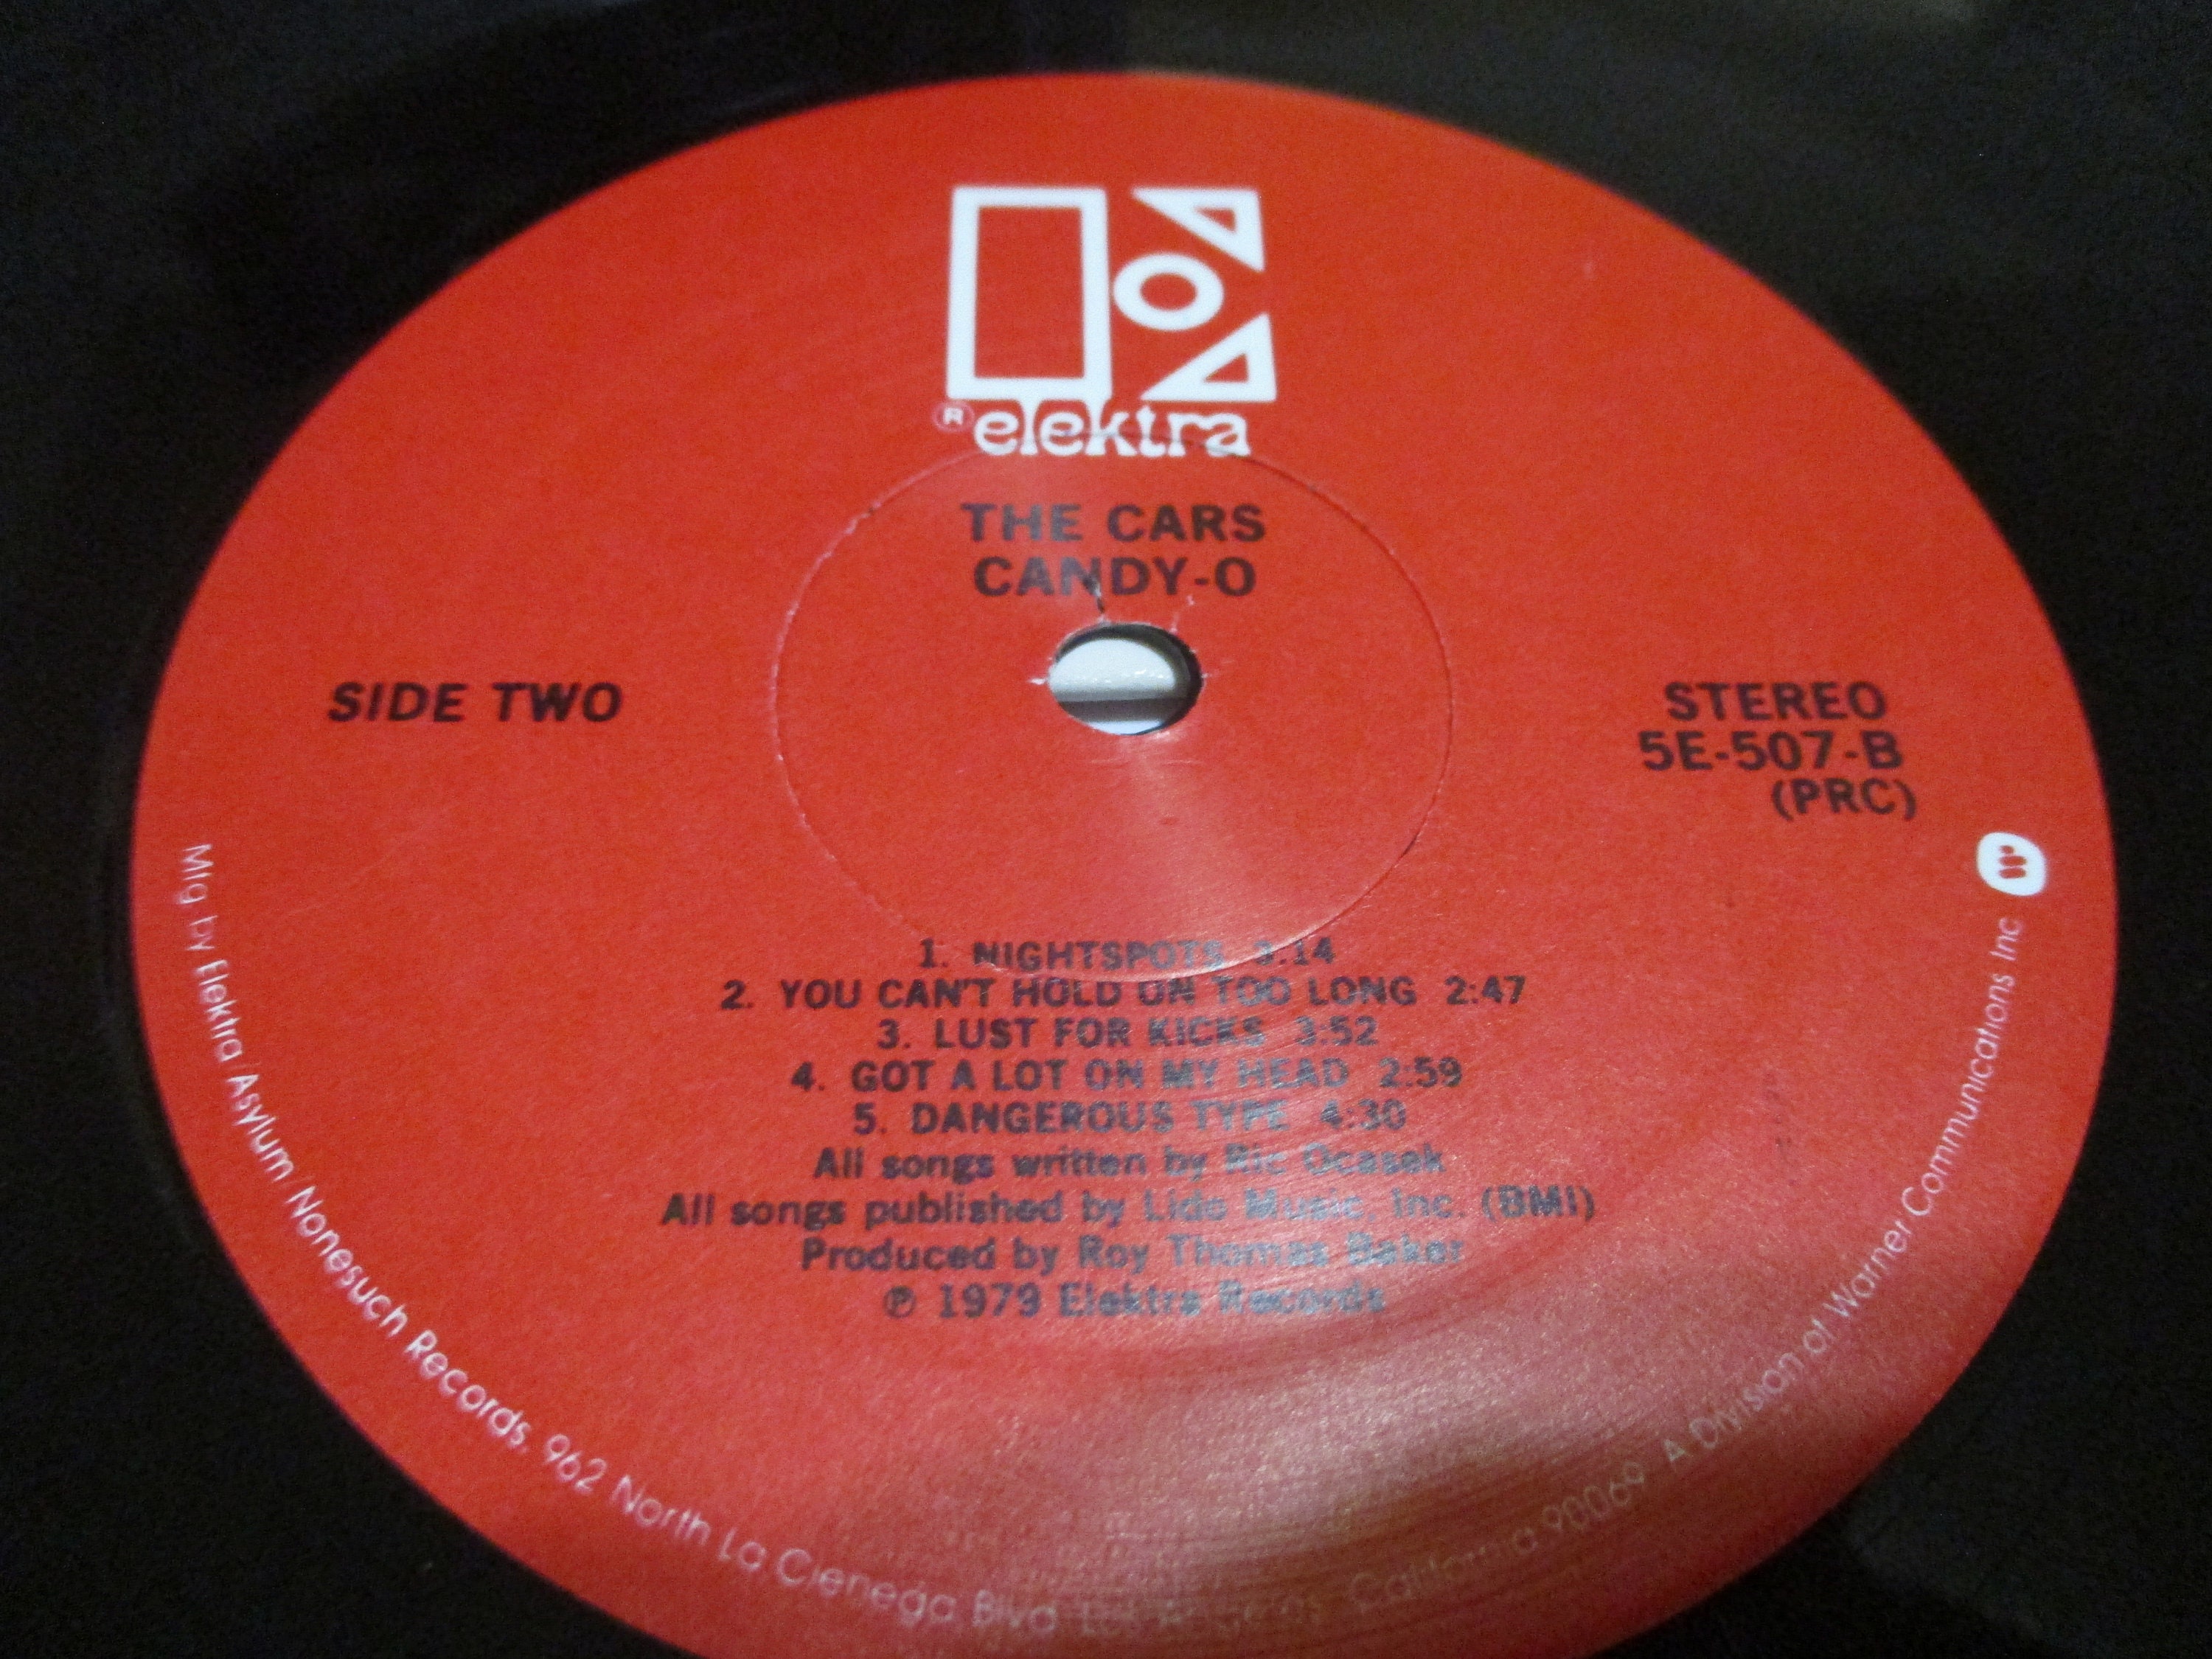 ® elektra
THE CARS
CANDY-O
SIDE TWO
STEREO
5E-507-B
(PRC)
1. NIGHTSPOTS 3:14
2. YOU CAN'T HOLD ON TOO LONG 2:47
3. LUST FOR KICKS 3:52
4. GOT A LOT ON MY HEAD 2:59
5. DANGEROUS TYPE 4:30
All songs written by Ric Ocasek
All songs published by Lido Music, Inc. (BMI)
Produced by Roy Thomas Baker
℗ 1979 Elektra Records
Mfg by Elektra Asylum Nonesuch Records, 962 North La Cienega Blvd Los Angeles California 90069 A Division of Warner Communications Inc